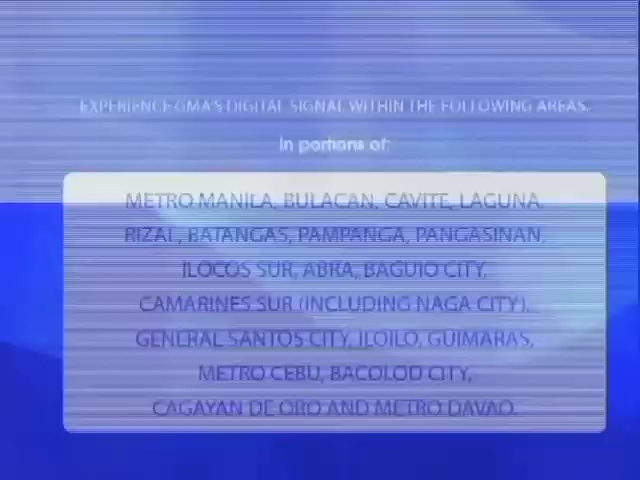 EXPERIENCE GMA'S DIGITAL SIGNAL WITHIN THE FOLLOWING AREAS.
In portions of:
METRO MANILA, BULACAN, CAVITE, LAGUNA,
RIZAL, BATANGAS, PAMPANGA, PANGASINAN,
ILOCOS SUR, ABRA, BAGUIO CITY,
CAMARINES SUR (INCLUDING NAGA CITY),
GENERAL SANTOS CITY, ILOILO, GUIMARAS,
METRO CEBU, BACOLOD CITY,
CAGAYAN DE ORO AND METRO DAVAO.